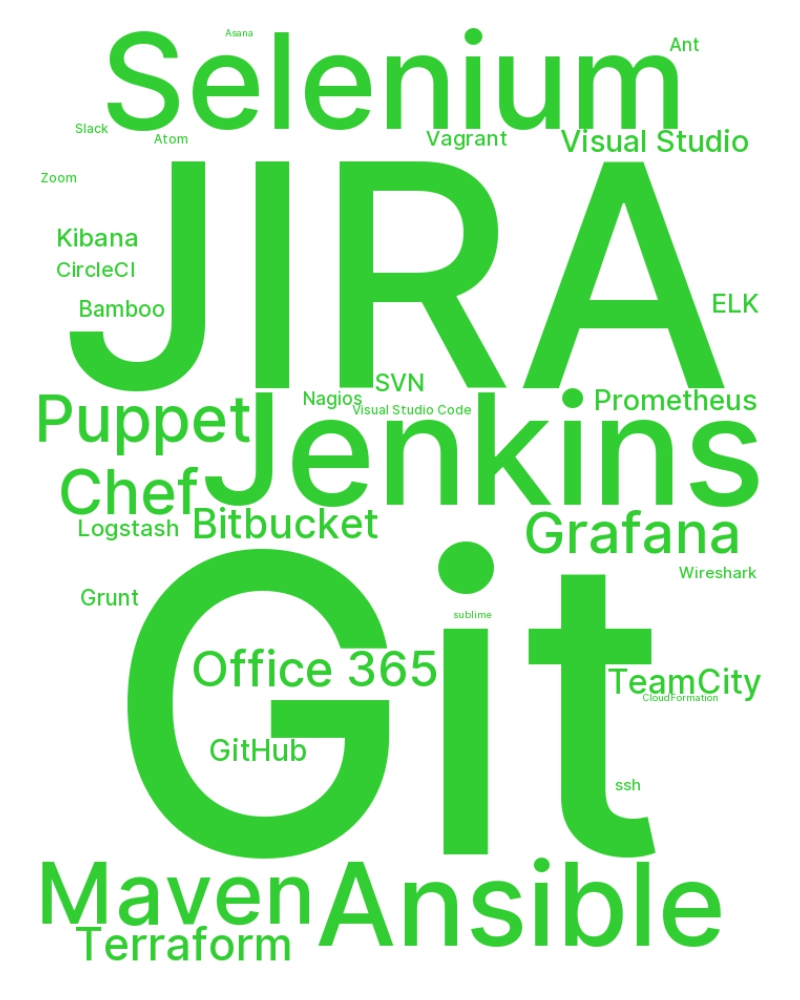 Asana
Selenium
Ant
Slack
Atom
Vagrant
Visual Studio
Zoom
JIRA
Kibana
CircleCI
Bamboo
ELK
SVN
Nagios
Visual Studio Code
Prometheus
Puppet
Jenkins
Chef
Logstash
Bitbucket
Grafana
Wireshark
Git
Grunt
sublime
Office 365
TeamCity
CloudFormation
GitHub
ssh
Maven
Ansible
Terraform